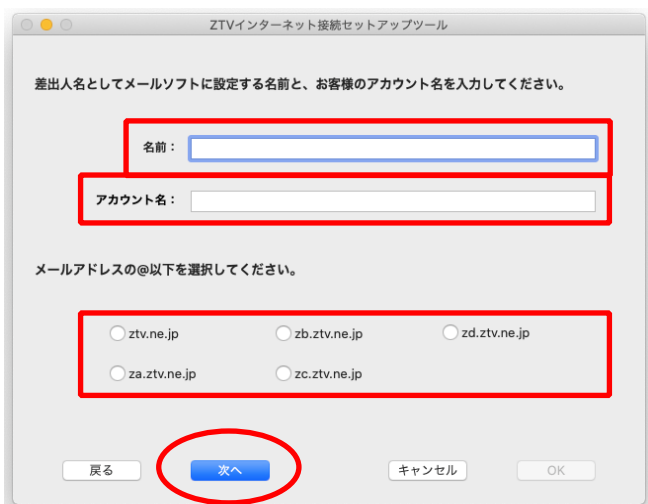 ZTVインターネット接続セットアップツール
差出人名としてメールソフトに設定する名前と、お客様のアカウント名を入力してください。
名前：
アカウント名：
メールアドレスの@以下を選択してください。
ztv.ne.jp zb.ztv.ne.jp zd.ztv.ne.jp
za.ztv.ne.jp zc.ztv.ne.jp
戻る 次へ キャンセル OK